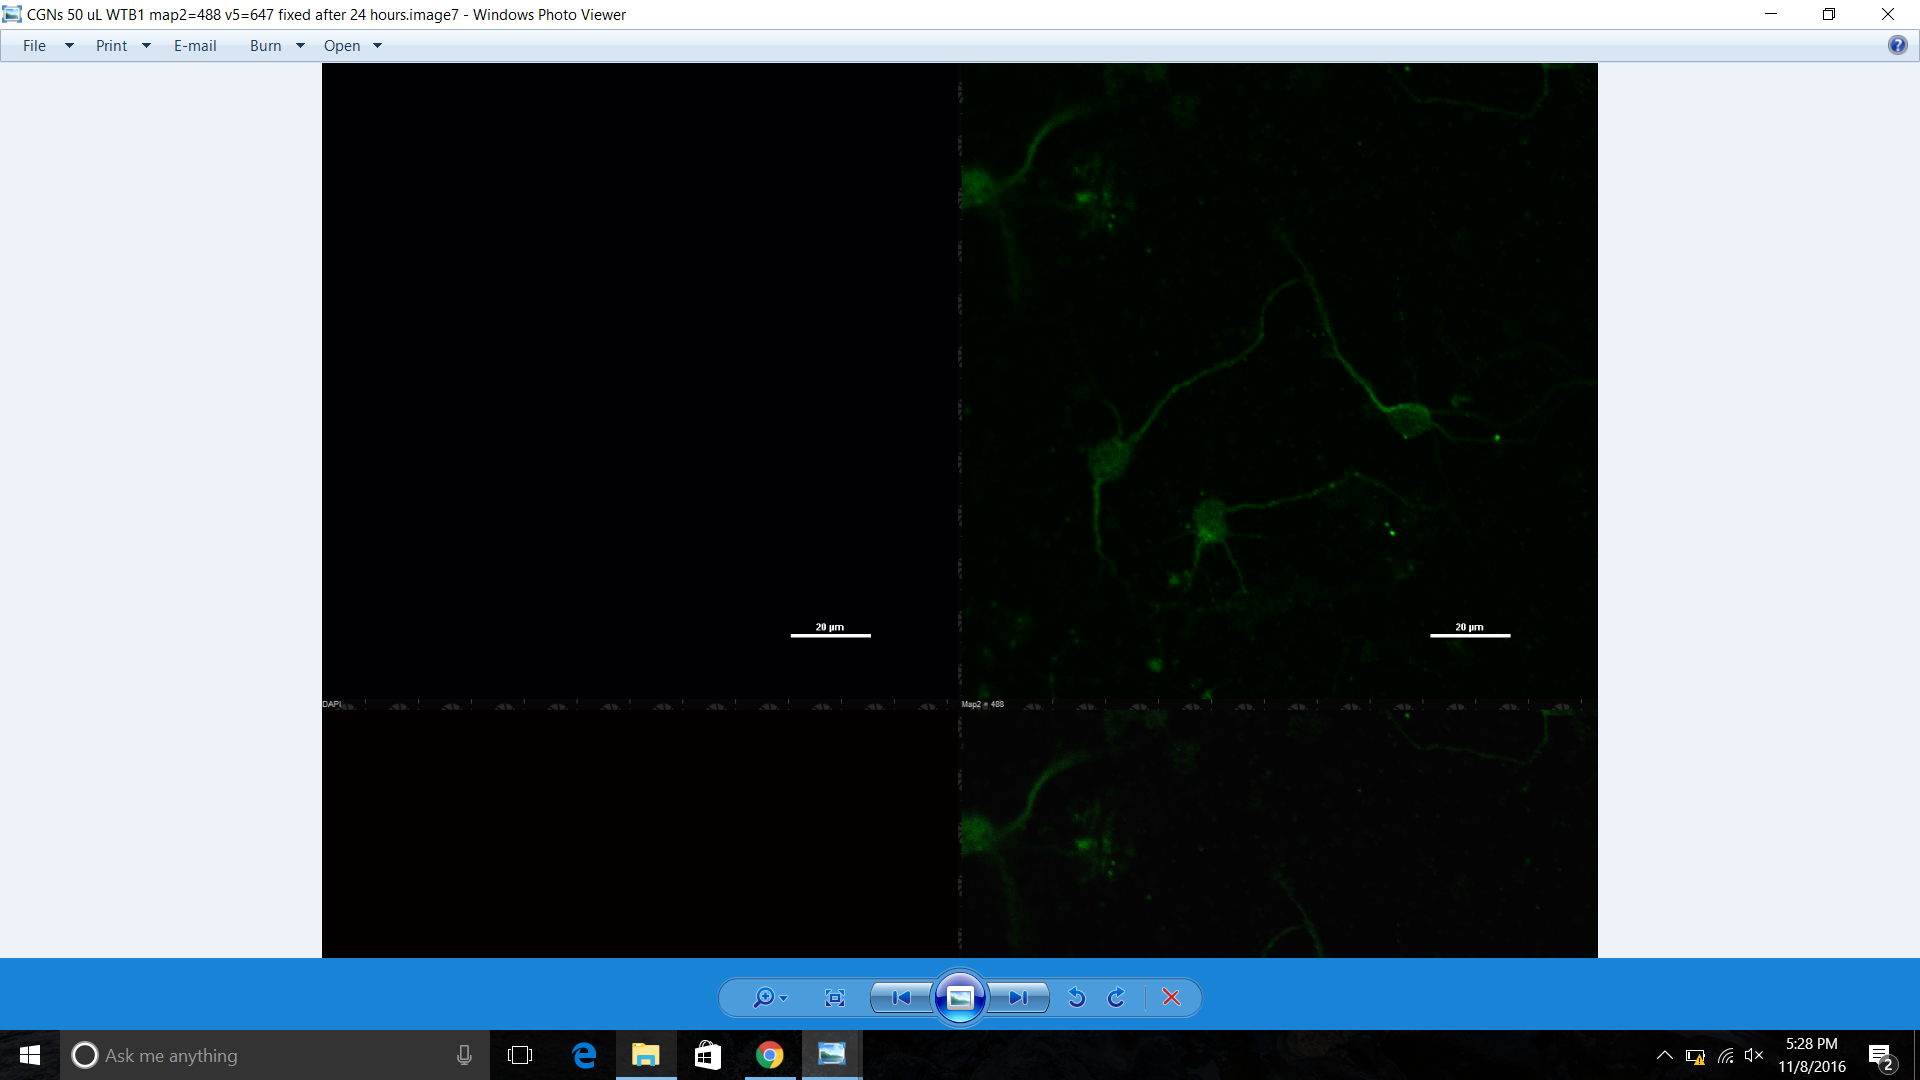 CGNs 50 uL WTB1 map2=488 v5=647 fixed after 24 hours.image7 - Windows Photo Viewer
File Print E-mail Burn Open
20 µm 20 µm
DAPI Map2 = 488
Ask me anything
5:28 PM
11/8/2016
2